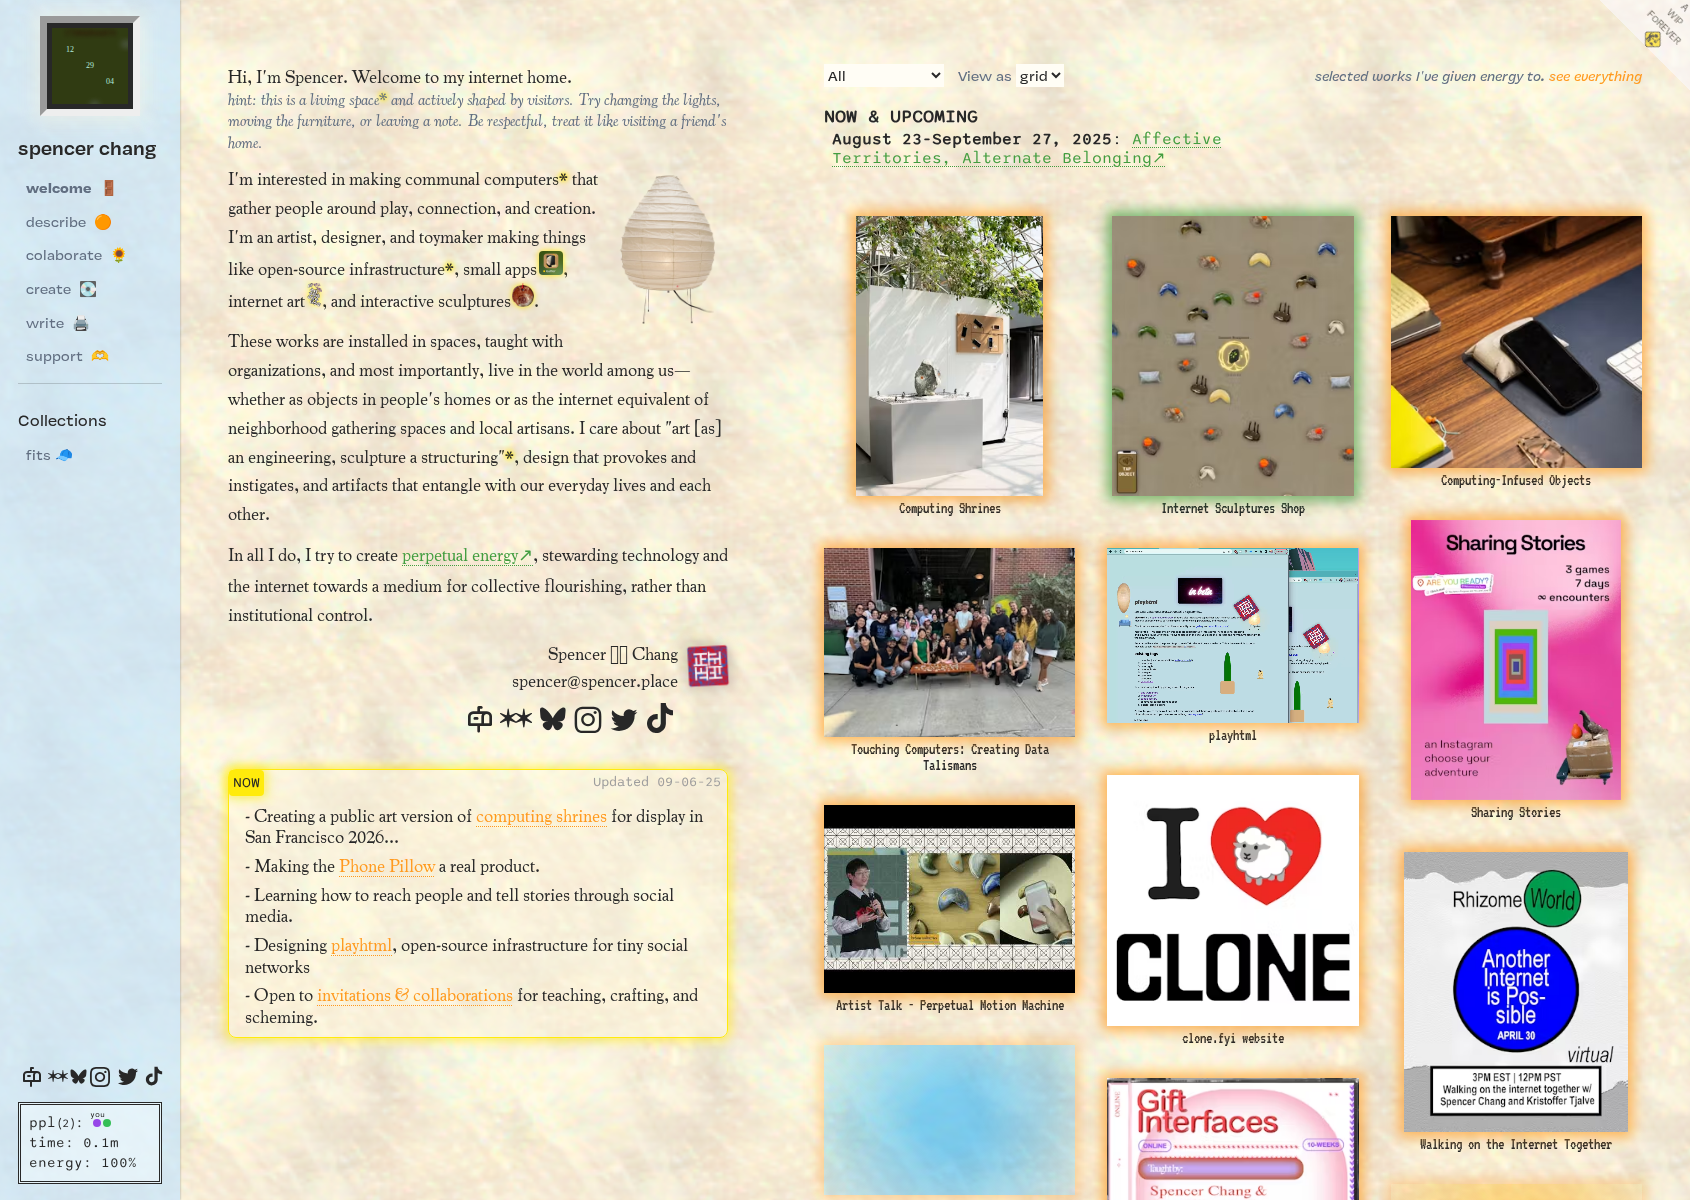 12
29
04
spencer chang
welcome
describe
colaborate
create
write
support
Collections
fits
ppl(2): you
time: 0.1m
energy: 100%
Hi, I'm Spencer. Welcome to my internet home.
hint: this is a living space* and actively shaped by visitors. Try changing the lights,
moving the furniture, or leaving a note. Be respectful, treat it like visiting a friend's
home.
I'm interested in making communal computers* that
gather people around play, connection, and creation.
I'm an artist, designer, and toymaker making things
like open-source infrastructure*, small apps,
internet art, and interactive sculptures.
These works are installed in spaces, taught with
organizations, and most importantly, live in the world among us—
whether as objects in people's homes or as the internet equivalent of
neighborhood gathering spaces and local artisans. I care about "art [as]
an engineering, sculpture a structuring"*, design that provokes and
instigates, and artifacts that entangle with our everyday lives and each
other.
In all I do, I try to create perpetual energy↗, stewarding technology and
the internet towards a medium for collective flourishing, rather than
institutional control.
Spencer Chang
spencer@spencer.place
NOW
Updated 09-06-25
- Creating a public art version of computing shrines for display in
San Francisco 2026...
- Making the Phone Pillow a real product.
- Learning how to reach people and tell stories through social
media.
- Designing playhtml, open-source infrastructure for tiny social
networks
- Open to invitations & collaborations for teaching, crafting, and
scheming.
All
View as grid
selected works I've given energy to. see everything
A
WIP
FOREVER
NOW & UPCOMING
August 23-September 27, 2025: Affective
Territories, Alternate Belonging↗
Computing Shrines
TAP
OBJECT
Internet Sculptures Shop
Computing-Infused Objects
Touching Computers: Creating Data
Talismans
playhtml
in beta
playhtml
Sharing Stories
3 games
7 days
∞ encounters
ARE YOU READY?
an Instagram
choose your
adventure
Sharing Stories
Artist Talk - Perpetual Motion Machine
I
CLONE
clone.fyi website
Rhizome World
Another
Internet
is Pos-
sible
APRIL 30
virtual
3PM EST | 12PM PST
Walking on the internet together w/
Spencer Chang and Kristoffer Tjalve
Walking on the Internet Together
ONLINE
Gift
Interfaces
ONLINE
10-WEEKS
Taught by:
Spencer Chang &